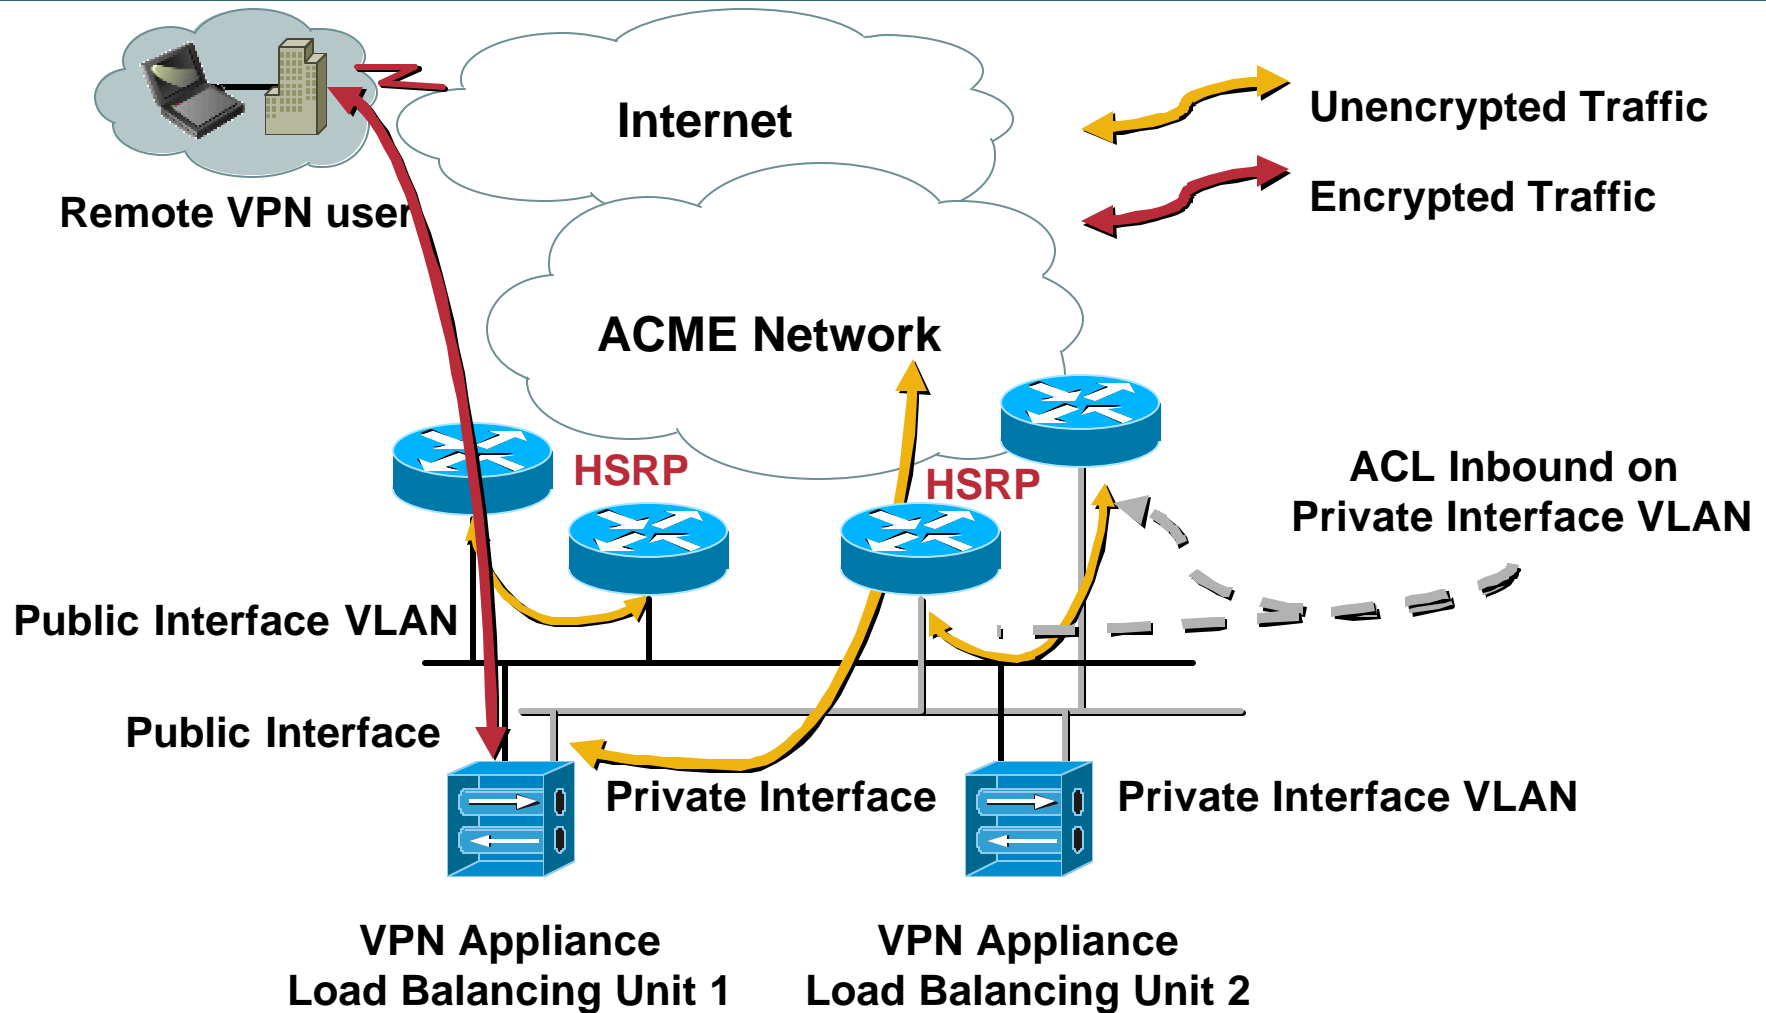 Internet
Unencrypted Traffic
Encrypted Traffic
Remote VPN user
ACME Network
HSRP
HSRP
ACL Inbound on
Private Interface VLAN
Public Interface VLAN
Public Interface
Private Interface
Private Interface VLAN
VPN Appliance
Load Balancing Unit 1
VPN Appliance
Load Balancing Unit 2